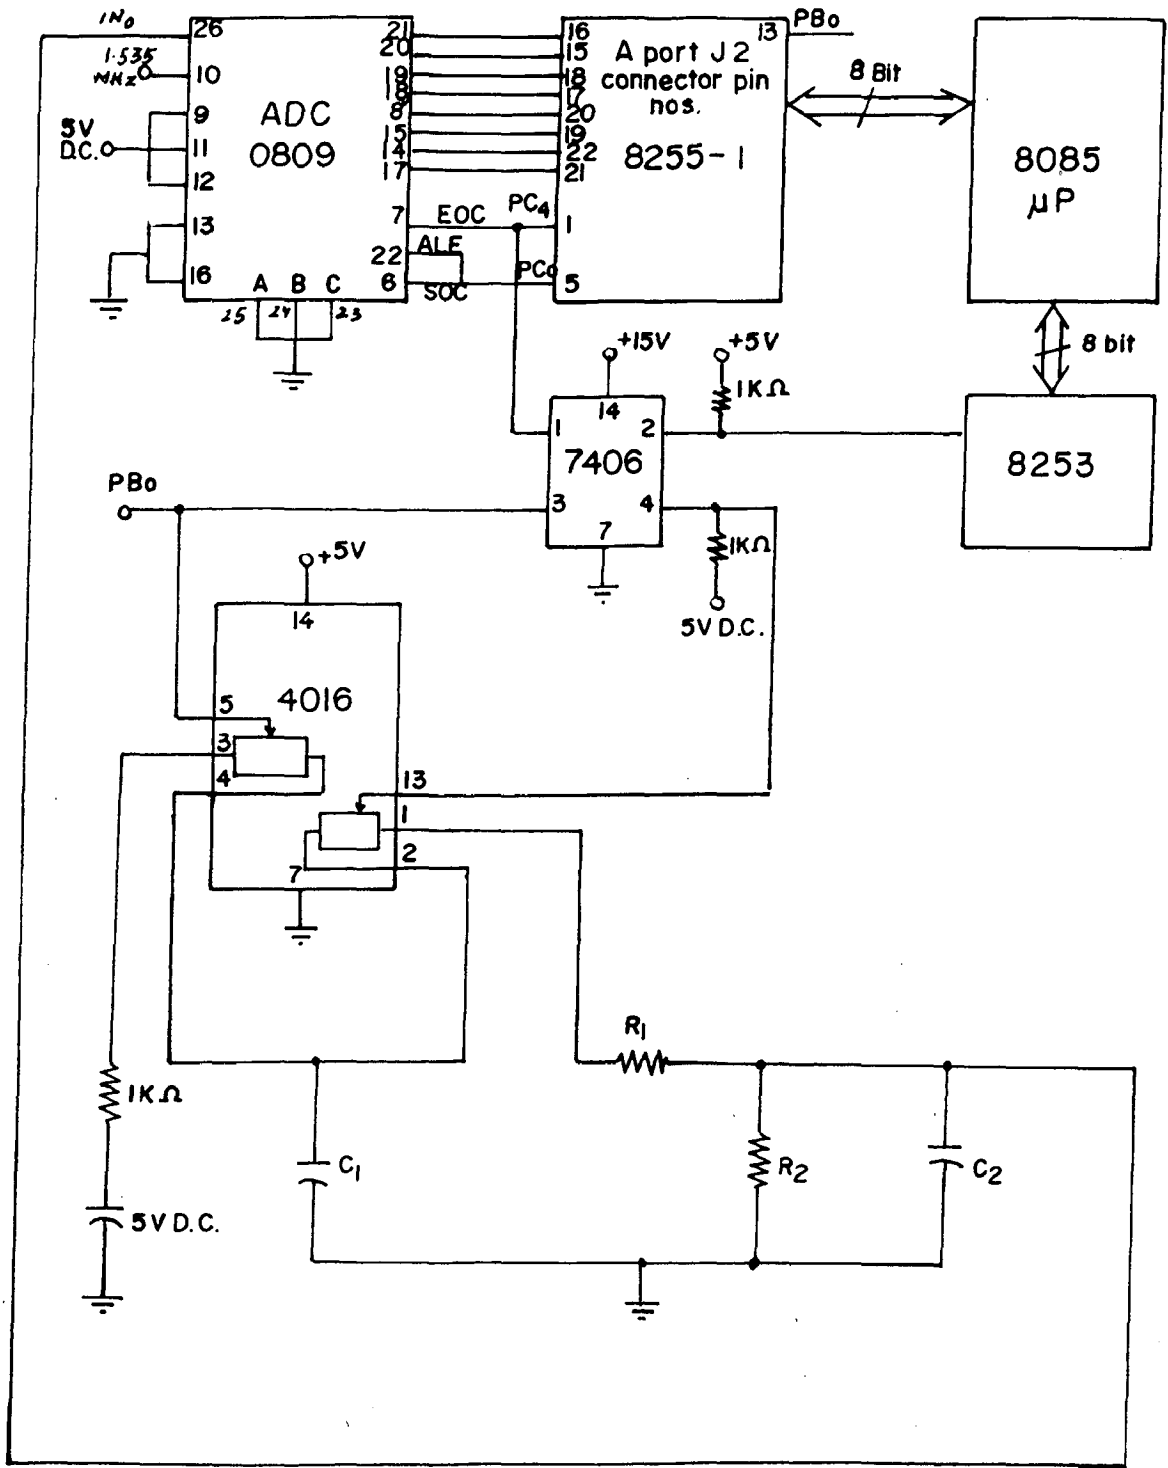 IN0
1.535
MHz
5V
D.C.
26
10
9
11
12
13
16
ADC
0809
21
20
19
18
8
15
14
17
7
22
6
A B C
25 24 23
EOC
ALE
SOC
PC4
PC0
16
15
18
17
20
19
22
21
1
5
A port J2
connector pin
nos.
8255-1
13
PB0
8 Bit
8085
μP
8 bit
8253
+15V
14
1
2
7406
3
4
7
+5V
1KΩ
1KΩ
5V D.C.
PB0
+5V
14
4016
5
3
4
13
1
2
7
1KΩ
5V D.C.
C1
R1
R2
C2